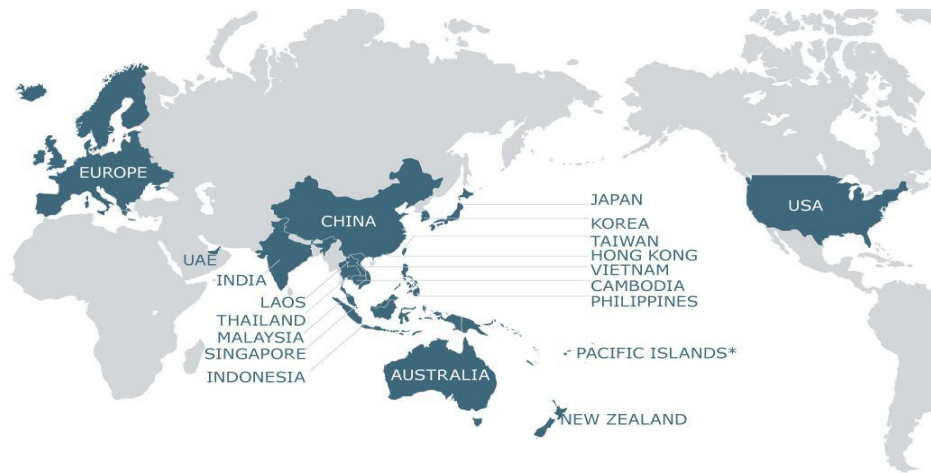 EUROPE
CHINA
JAPAN
USA
KOREA
TAIWAN
HONG KONG
VIETNAM
CAMBODIA
PHILIPPINES
UAE
INDIA
LAOS
THAILAND
MALAYSIA
SINGAPORE
INDONESIA
PACIFIC ISLANDS*
AUSTRALIA
NEW ZEALAND